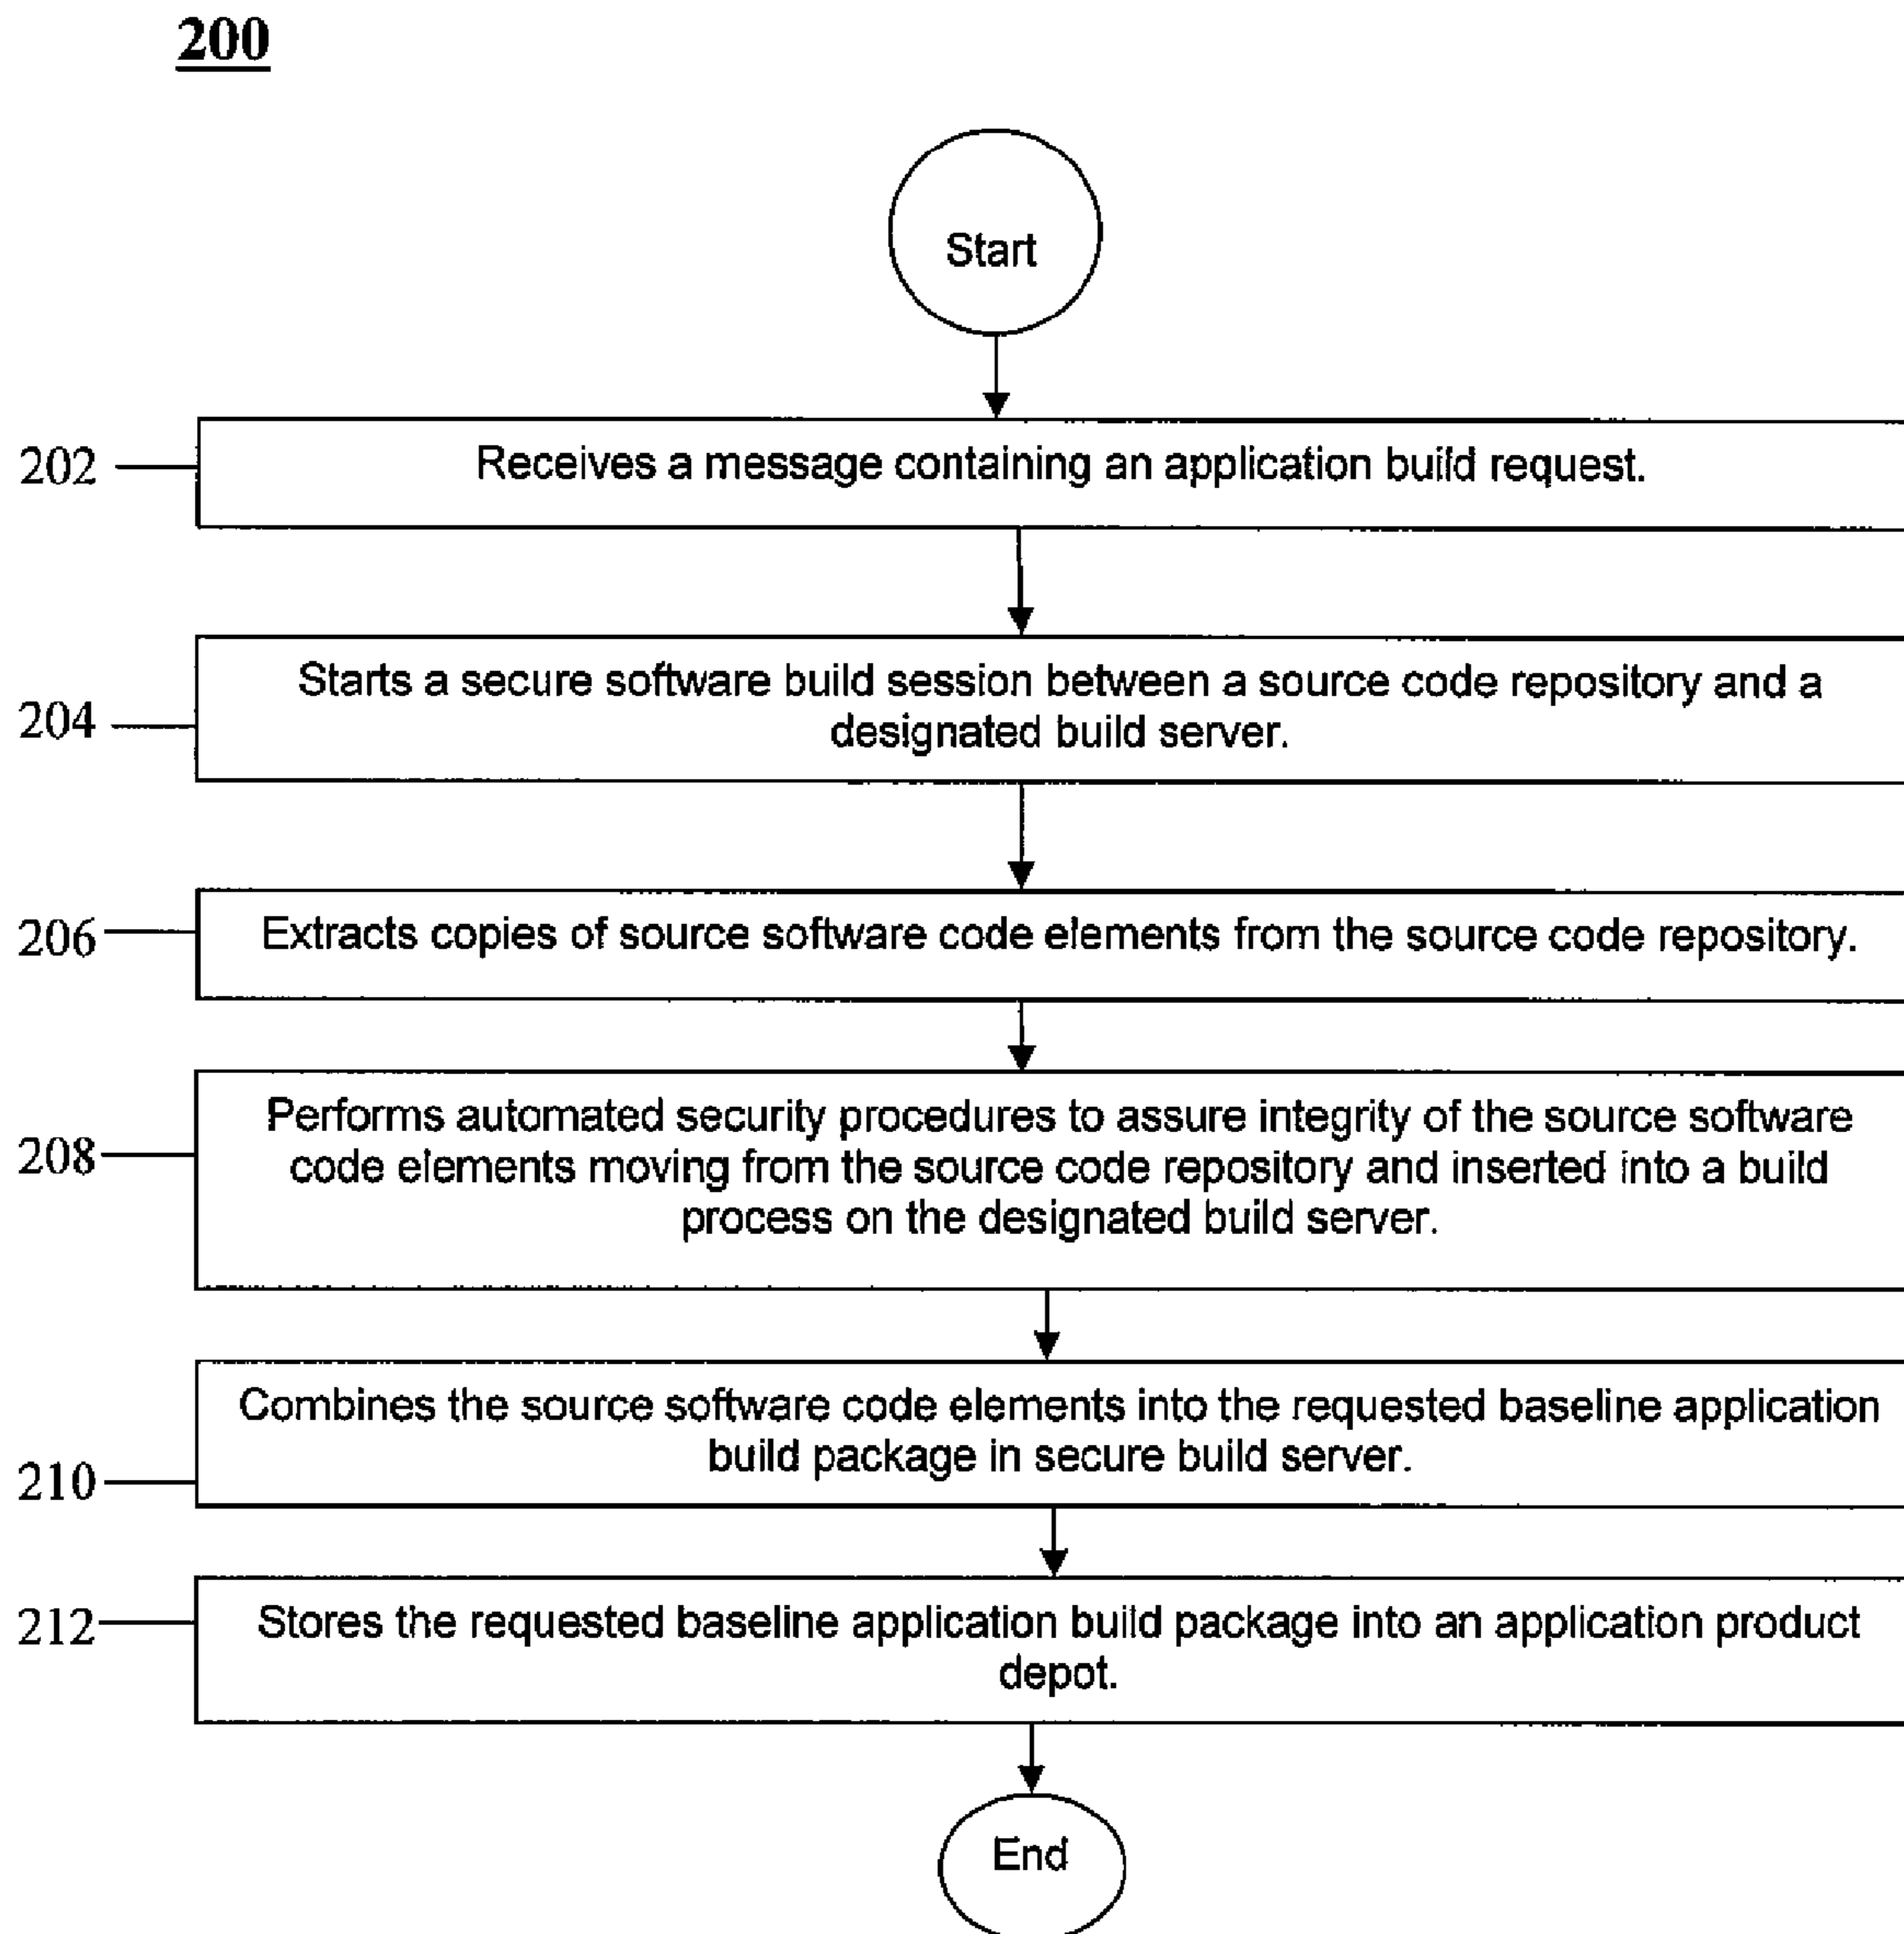 200
Start
202
Receives a message containing an application build request.
204
Starts a secure software build session between a source code repository and a
designated build server.
206
Extracts copies of source software code elements from the source code repository.
208
Performs automated security procedures to assure integrity of the source software
code elements moving from the source code repository and inserted into a build
process on the designated build server.
210
Combines the source software code elements into the requested baseline application
build package in secure build server.
212
Stores the requested baseline application build package into an application product
depot.
End